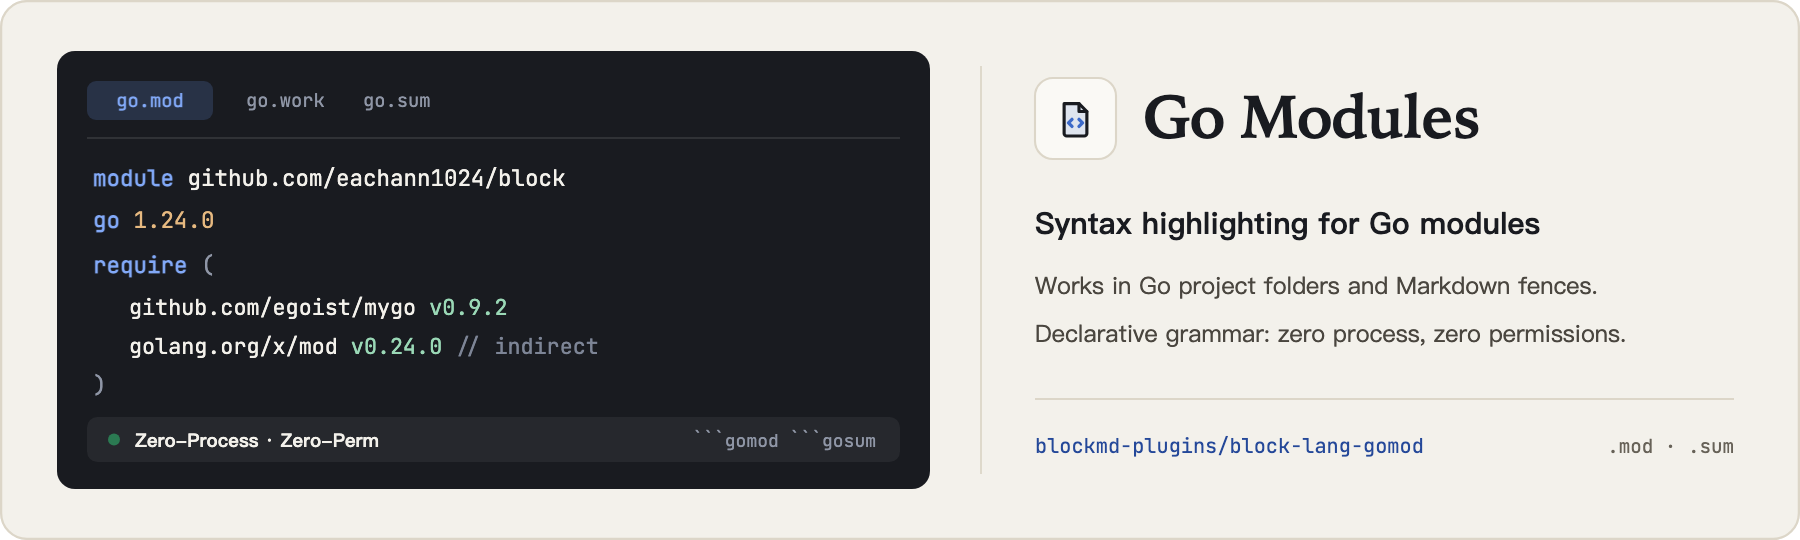 go.mod go.work go.sum
module github.com/eachann1024/block
go 1.24.0
require (
github.com/egoist/mygo v0.9.2
golang.org/x/mod v0.24.0 // indirect
)
Zero-Process · Zero-Perm
```gomod ```gosum
Go Modules
Syntax highlighting for Go modules
Works in Go project folders and Markdown fences.
Declarative grammar: zero process, zero permissions.
blockmd-plugins/block-lang-gomod
.mod · .sum